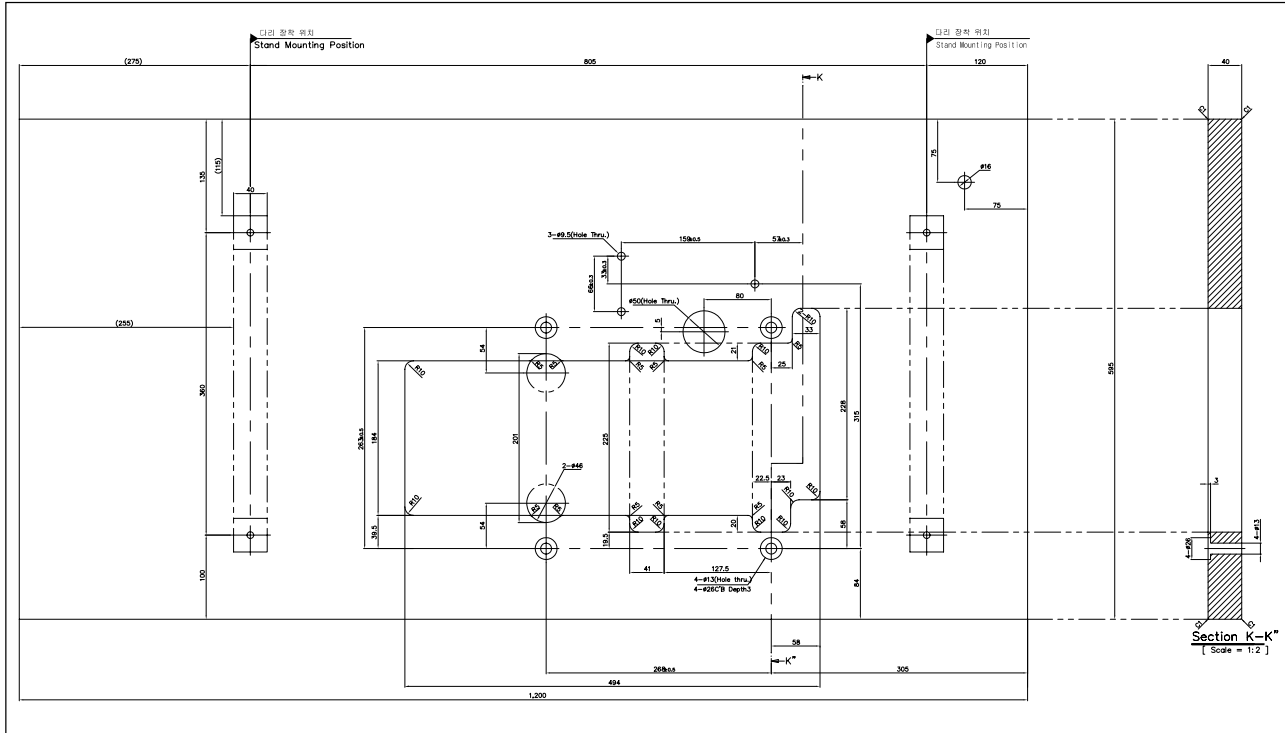 다리 장착 위치
Stand Mounting Position
다리 장착 위치
Stand Mounting Position
(275)
805
120
40
K
C1
C1
135
(115)
40
75
ø16
75
3-ø9.5(Hole Thru.)
159±0.5
57±0.3
33±0.3
66±0.3
ø50(Hole Thru.)
80
5
2-R10
33
R10
R10
R10
R5
21
R5
R5
R5
25
(255)
54
R5
R5
R10
595
360
263±0.5
184
201
225
228
315
2-ø46
22.5
23
R10
R10
3
R10
R5
R5
R5
R5
R5
R10
R10
R10
R10
20
54
39.5
19.5
58
4-ø26
4-ø13
41
127.5
4-ø13(Hole thru.)
4-ø26C'B Depth3
100
84
C1
C1
58
Section K-K"
[ Scale = 1:2 ]
K"
268±0.5
305
494
1,200